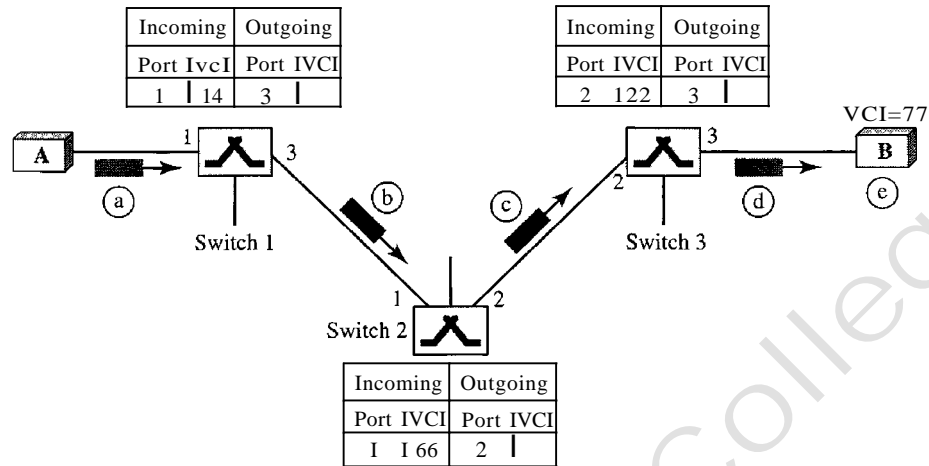 Incoming Outgoing
Port IvcI Port IVCI
1 | 14 3 |
Incoming Outgoing
Port IVCI Port IVCI
2 122 3 |
VCI=77
A
1
3
a
b
Switch 1
c
2
3
d
B
e
Switch 3
1
2
Switch 2
Incoming Outgoing
Port IVCI Port IVCI
I I 66 2 |
Colleg